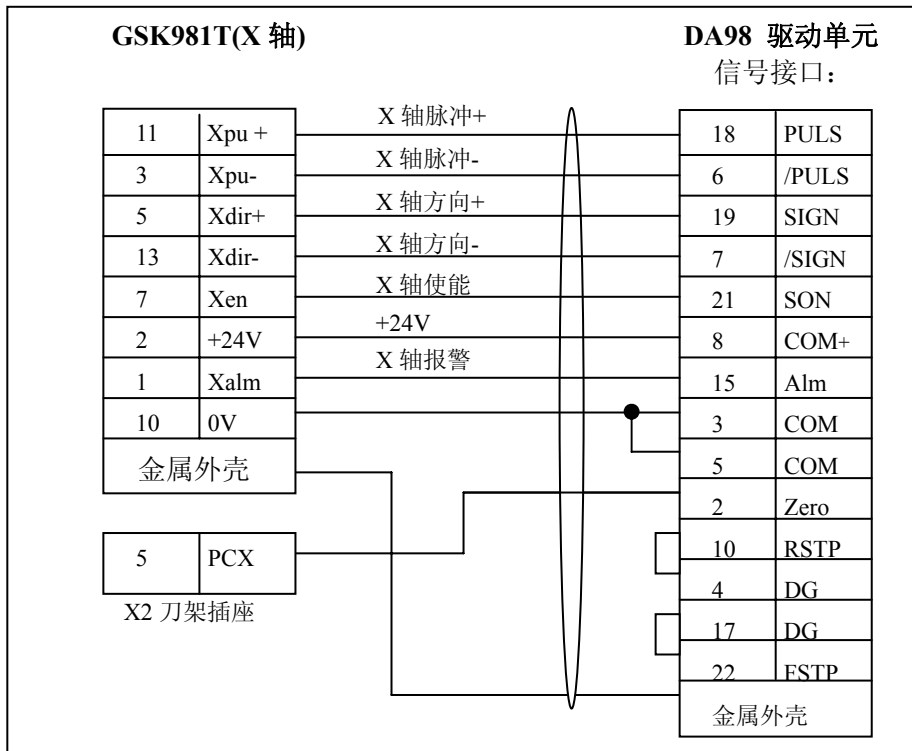 GSK981T(X 轴)
DA98 驱动单元
信号接口：
11 Xpu +
3 Xpu-
5 Xdir+
13 Xdir-
7 Xen
2 +24V
1 Xalm
10 0V
金属外壳
5 PCX
X2 刀架插座
X 轴脉冲+
X 轴脉冲-
X 轴方向+
X 轴方向-
X 轴使能
+24V
X 轴报警
18 PULS
6 /PULS
19 SIGN
7 /SIGN
21 SON
8 COM+
15 Alm
3 COM
5 COM
2 Zero
10 RSTP
4 DG
17 DG
22 FSTP
金属外壳